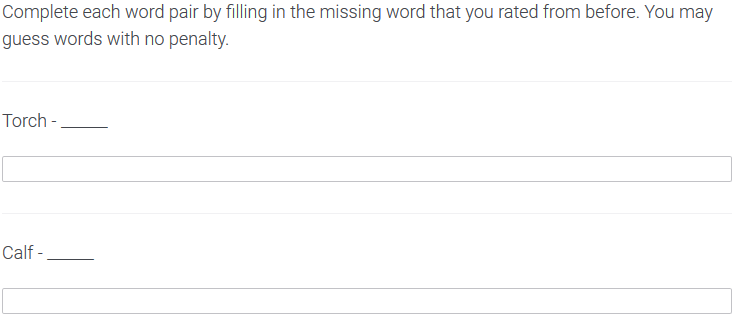 Complete each word pair by filling in the missing word that you rated from before. You may
guess words with no penalty.
Torch - _____
Calf - _____